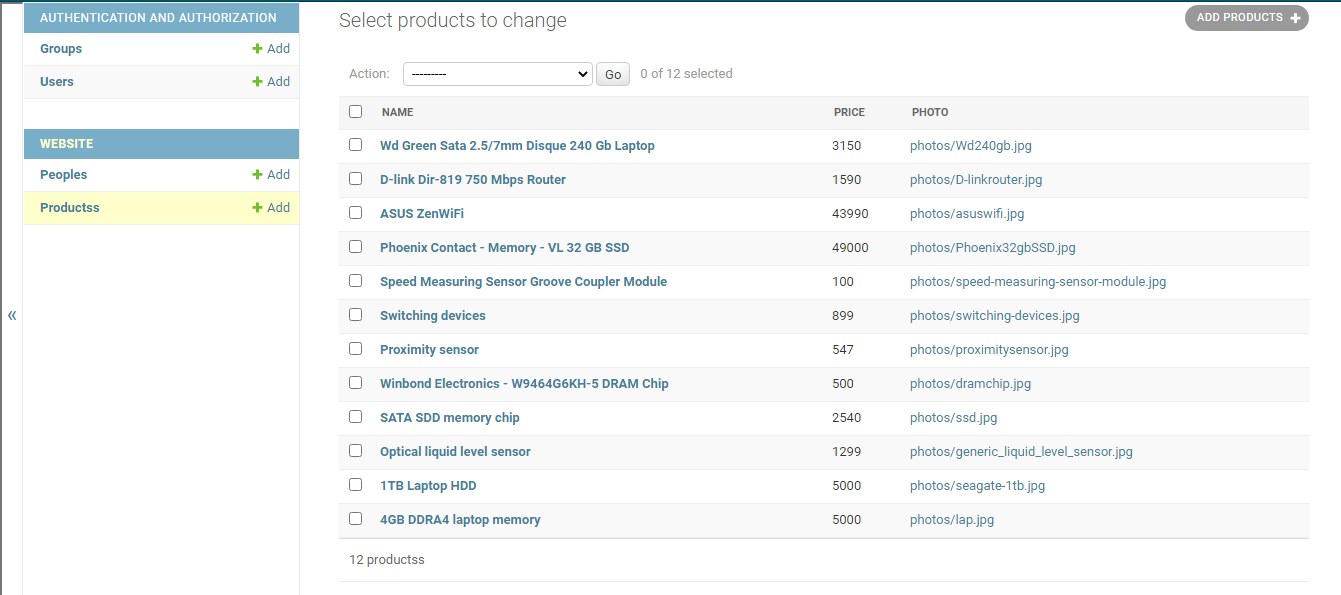 AUTHENTICATION AND AUTHORIZATION
Groups + Add
Users + Add
WEBSITE
Peoples + Add
Productss + Add
«
Select products to change
ADD PRODUCTS +
Action: --------- Go 0 of 12 selected
NAME PRICE PHOTO
Wd Green Sata 2.5/7mm Disque 240 Gb Laptop 3150 photos/Wd240gb.jpg
D-link Dir-819 750 Mbps Router 1590 photos/D-linkrouter.jpg
ASUS ZenWiFi 43990 photos/asuswifi.jpg
Phoenix Contact - Memory - VL 32 GB SSD 49000 photos/Phoenix32gbSSD.jpg
Speed Measuring Sensor Groove Coupler Module 100 photos/speed-measuring-sensor-module.jpg
Switching devices 899 photos/switching-devices.jpg
Proximity sensor 547 photos/proximitysensor.jpg
Winbond Electronics - W9464G6KH-5 DRAM Chip 500 photos/dramchip.jpg
SATA SDD memory chip 2540 photos/ssd.jpg
Optical liquid level sensor 1299 photos/generic_liquid_level_sensor.jpg
1TB Laptop HDD 5000 photos/seagate-1tb.jpg
4GB DDRA4 laptop memory 5000 photos/lap.jpg
12 productss